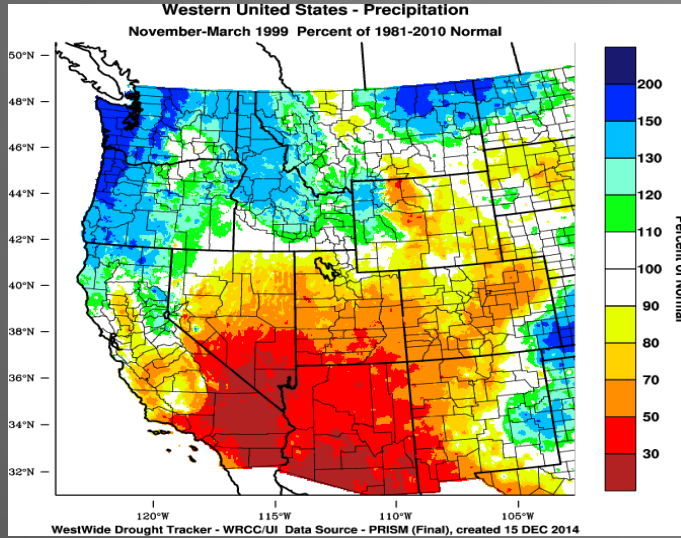 Western United States - Precipitation
November-March 1999 Percent of 1981-2010 Normal
50°N
48°N
46°N
44°N
42°N
40°N
38°N
36°N
34°N
32°N
120°W
115°W
110°W
105°W
200
150
130
120
110
100
90
80
70
50
30
Percent of Normal
WestWide Drought Tracker - WRCC/UI Data Source - PRISM (Final), created 15 DEC 2014